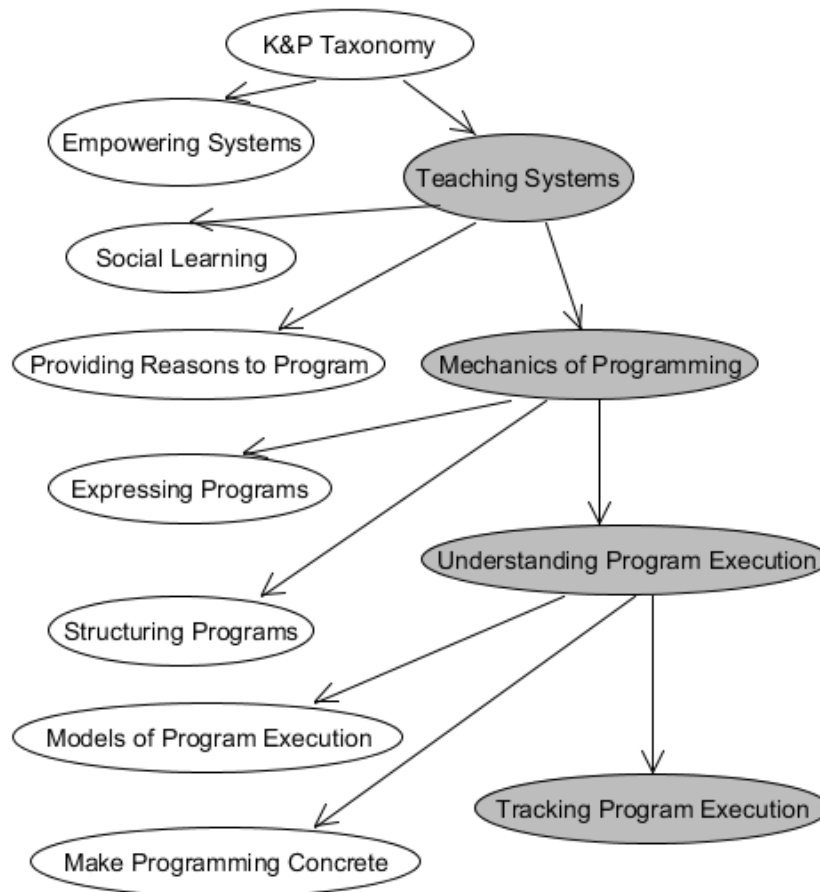 K&P Taxonomy
Empowering Systems
Teaching Systems
Social Learning
Providing Reasons to Program
Mechanics of Programming
Expressing Programs
Understanding Program Execution
Structuring Programs
Models of Program Execution
Tracking Program Execution
Make Programming Concrete